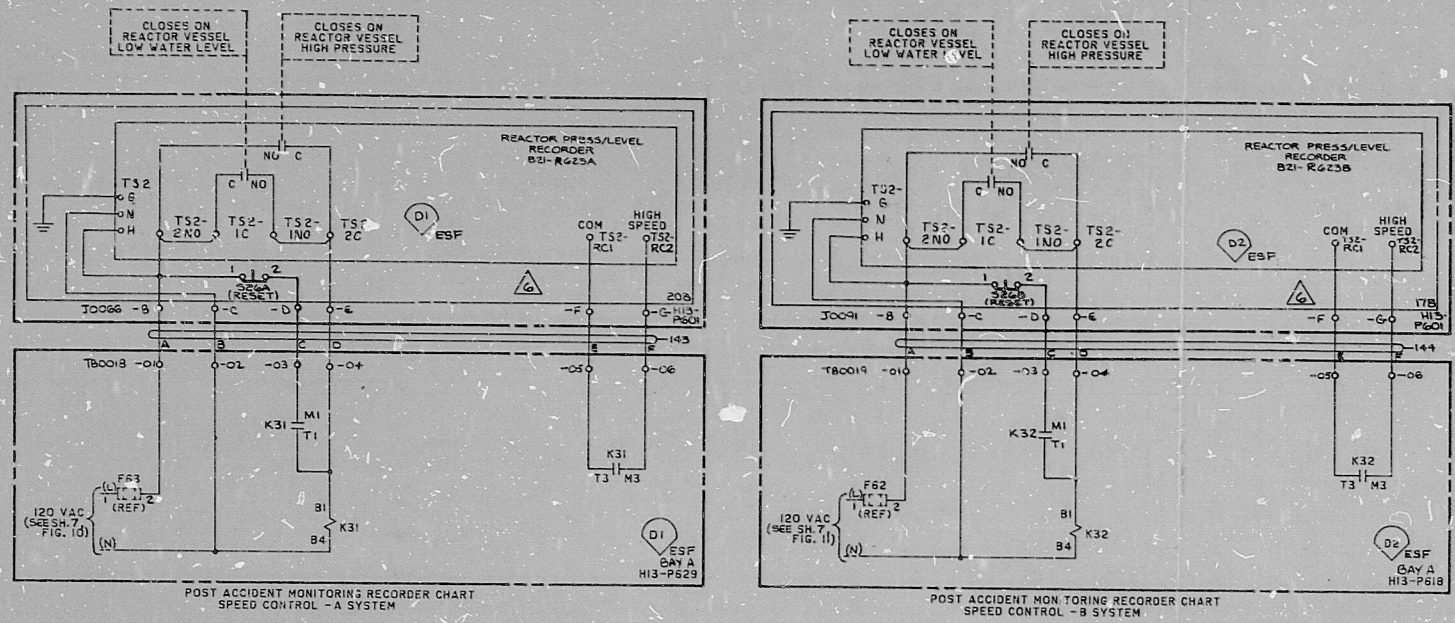 CLOSES ON
REACTOR VESSEL
LOW WATER LEVEL
CLOSES ON
REACTOR VESSEL
HIGH PRESSURE
REACTOR PRESS/LEVEL
RECORDER
B21-R623A
NO C
C NO
TS2
G
N
H
TS2-
2NO
TS2-
1C
TS2-
1NO
2C
D1
ESF
COM
TS2-
RC1
HIGH
SPEED
TS2-
RC2
1 2
S26A
(RESET)
6
J0066 -B -C -D -E -F -G
H13-
P601
A B C D E F
143
TB0018 -01 -02 -03 -04 -05 -06
K31
M1
T1
K31
T3 M3
F63
(L)
1 2
(REF)
120 VAC
(SEE SH. 7,
FIG. 10)
(N)
B1
K31
B4
D1
ESF
BAY A
H13-P629
POST ACCIDENT MONITORING RECORDER CHART
SPEED CONTROL -A SYSTEM
CLOSES ON
REACTOR VESSEL
LOW WATER
CLOSES ON
REACTOR VESSEL
HIGH PRESSURE
REACTOR PRESS/LEVEL
RECORDER
B21-R623B
NO C
C NO
TS2-
G
N
H
TS2-
2NO
TS2-
1C
TS2-
1NO
TS2-
2C
D2
ESF
COM
TS2-
RC1
HIGH
SPEED
TS2-
RC2
1 2
S26B
(RESET)
6
17B
J0091 -B -C -D -E -F -G
H13-
P601
A B C D E F
144
TB0019 -01 -02 -03 -04 -05 -06
K32
M1
T1
K32
T3 M3
F62
(L)
1 2
(REF)
120 VAC
(SEE SH. 7,
FIG. 11)
(N)
B1
K32
B4
D2
ESF
BAY A
H13-P618
POST ACCIDENT MONITORING RECORDER CHART
SPEED CONTROL -B SYSTEM